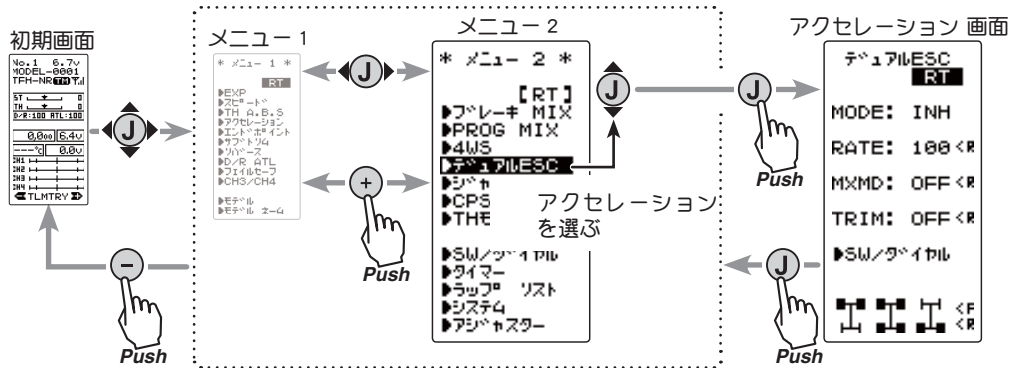 初期画面
No.1 6.7v
MODEL-0001
TFH-NR TM
ST 0
TH 0
D/R:100 ATL:100
0.0 6.4v
---℃ 0.0v
CH1
CH2
CH3
CH4
TLMTRY
J
－
Push
メニュー 1
* メニュー 1 *
RT
▶EXP
▶スピード
▶TH A.B.S
▶アクセレーション
▶エンドポイント
▶サブトリム
▶リバース
▶D/R ATL
▶フェイルセーフ
▶CH3/CH4
▶モデル
▶モデル ネーム
J
＋
Push
メニュー 2
* メニュー 2 *
[RT]
▶ブレーキ MIX
▶PROG MIX
▶4WS
▶デュアルESC
▶ジャ
▶CPS
▶THモ
▶SW/ダイヤル
▶タイマー
▶ラップ リスト
▶システム
▶アジャスター
J
アクセレーション
を選ぶ
J
Push
J
Push
アクセレーション 画面
デュアルESC
RT
MODE: INH
RATE: 100 <R
MXMD: OFF <R
TRIM: OFF <R
▶SW/ダイヤル
<F
<R